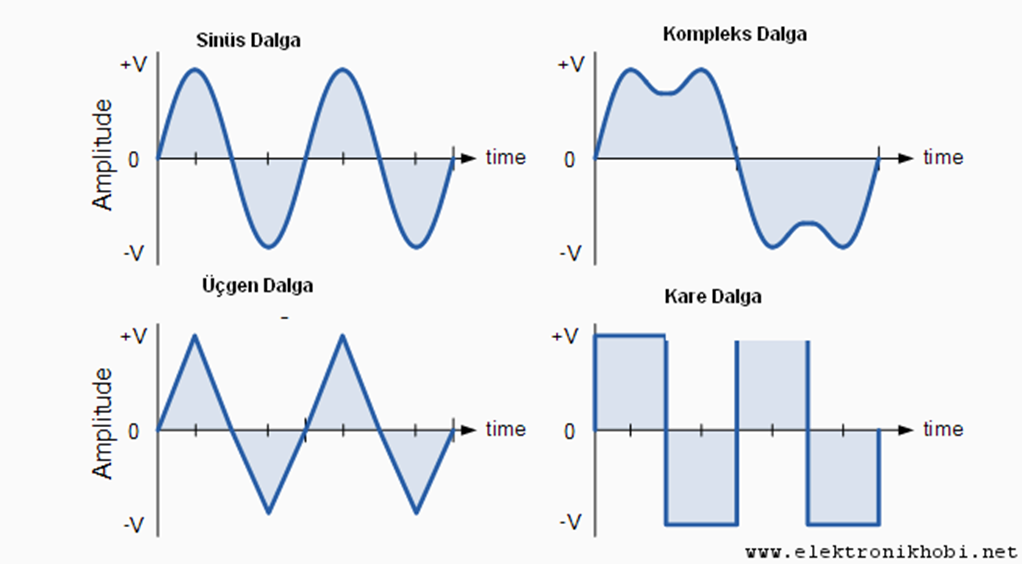 Sinüs Dalga
+V
Amplitude
0
time
-V
Kompleks Dalga
+V
0
time
-V
Üçgen Dalga
-
+V
Amplitude
0
time
-V
Kare Dalga
+V
0
time
-V
www.elektronikhobi.net